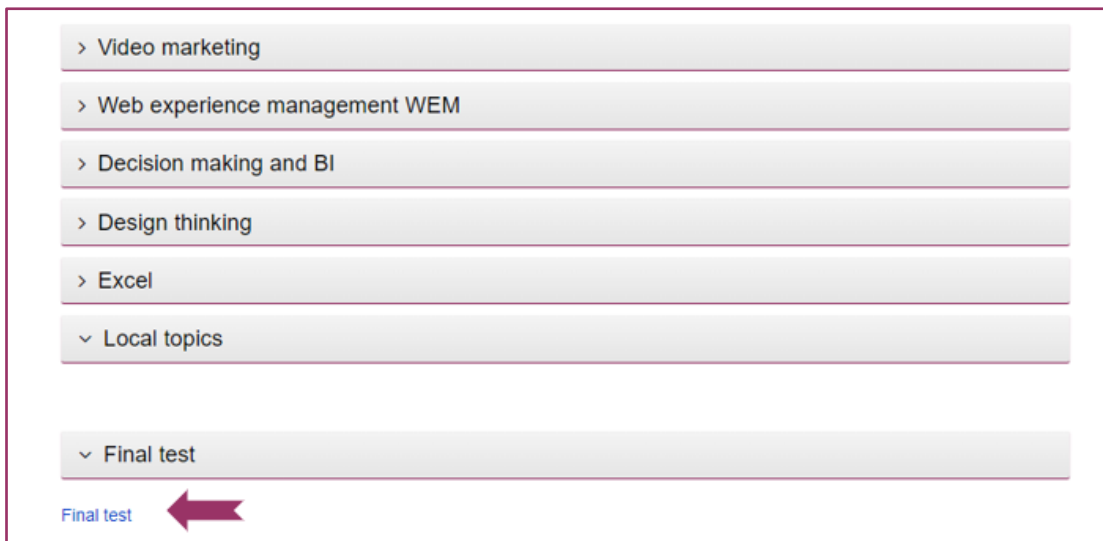 Video marketing
Web experience management WEM
Decision making and BI
Design thinking
Excel
Local topics
Final test
Final test